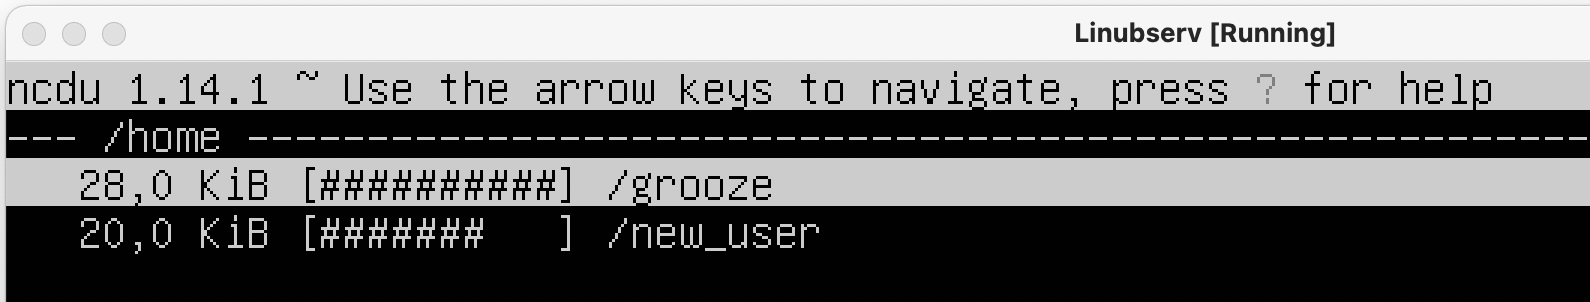 Linubserv [Running]
ncdu 1.14.1 ~ Use the arrow keys to navigate, press ? for help
--- /home --------------------------------------------------------
28,0 KiB [##########] /grooze
20,0 KiB [#######   ] /new_user